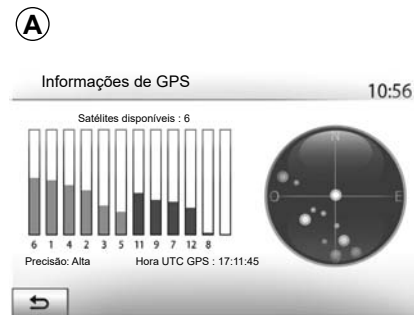 A
Informações de GPS
10:56
Satélites disponíveis : 6
N
O E
6 1 4 2 3 5 11 9 7 12 8
Precisão: Alta Hora UTC GPS : 17:11:45